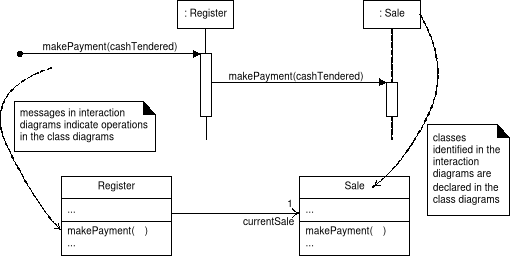 : Register
: Sale
makePayment(cashTendered)
makePayment(cashTendered)
messages in interaction
diagrams indicate operations
in the class diagrams
classes
identified in the
interaction
diagrams are
declared in the
class diagrams
Register
...
makePayment(    )
...
1
currentSale
Sale
...
makePayment(    )
...